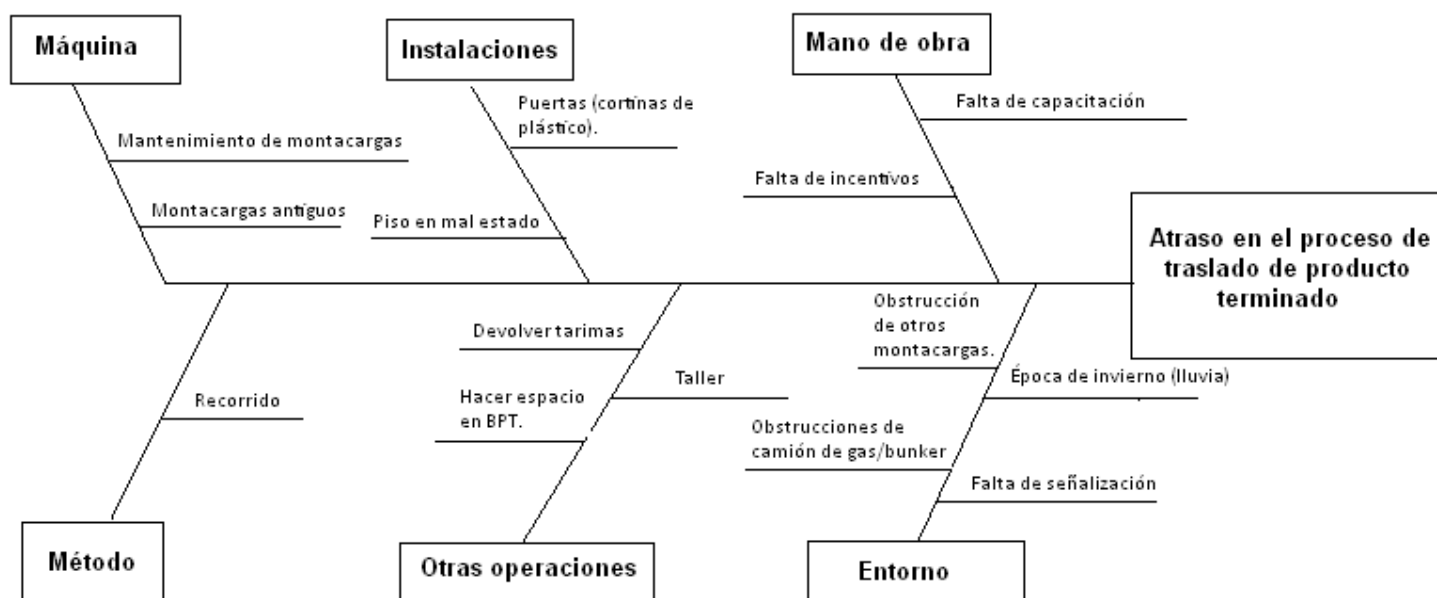 Máquina
Instalaciones
Mano de obra
Puertas (cortinas de
plástico).
Falta de capacitación
Mantenimiento de montacargas
Falta de incentivos
Montacargas antiguos
Piso en mal estado
Atraso en el proceso de
traslado de producto
terminado
Obstrucción
de otros
montacargas.
Devolver tarimas
Época de invierno (lluvia)
Taller
Recorrido
Hacer espacio
en BPT.
Obstrucciones de
camión de gas/bunker
Falta de señalización
Método
Otras operaciones
Entorno